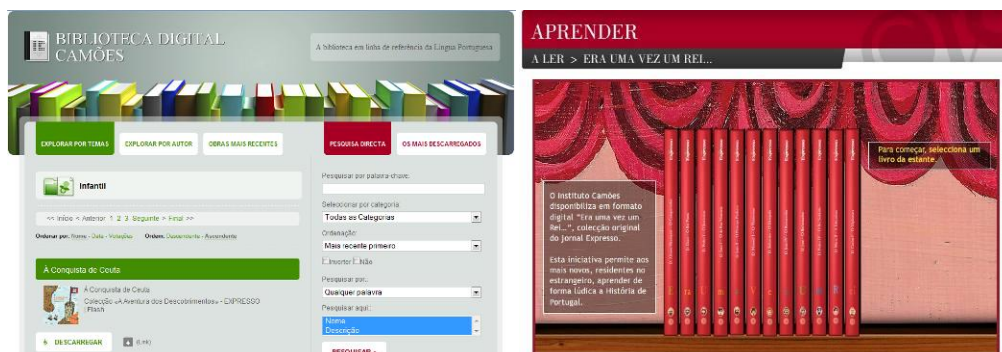 BIBLIOTECA DIGITAL
CAMÕES
A biblioteca em linha de referência da Língua Portuguesa
EXPLORAR POR TEMAS
EXPLORAR POR AUTOR
OBRAS MAIS RECENTES
PESQUISA DIRECTA
OS MAIS DESCARREGADOS
Infantil
<< Início < Anterior 1 2 3 Seguinte > Final >>
Ordenar por: Nome - Data - Votações Ordem: Descendente - Ascendente
À Conquista de Ceuta
À Conquista de Ceuta
Colecção «A Aventura dos Descobrimentos» - EXPRESSO
| Flash
DESCARREGAR
(Link)
Pesquisar por palavra-chave:
Seleccionar por categoria:
Todas as Categorias
Ordenação:
Mais recente primeiro
Inverter Não
Pesquisar por:
Qualquer palavra
Pesquisar aqui:
Nome
Descrição
PESQUISAR
APRENDER
A LER > ERA UMA VEZ UM REI...
Para começar, selecciona um
livro da estante.
O Instituto Camões
disponibiliza em formato
digital "Era uma vez um
Rei...", colecção original
do jornal Expresso.
Esta iniciativa permite aos
mais novos, residentes no
estrangeiro, aprender de
forma lúdica a História de
Portugal.